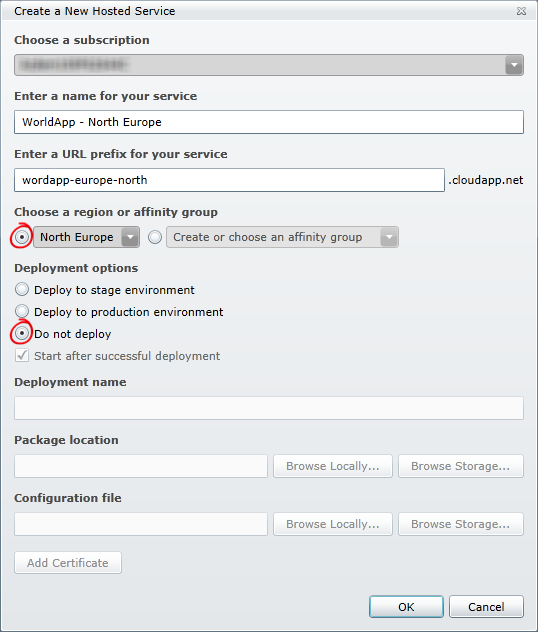 Create a New Hosted Service
Choose a subscription
Enter a name for your service
WorldApp - North Europe
Enter a URL prefix for your service
wordapp-europe-north .cloudapp.net
Choose a region or affinity group
North Europe Create or choose an affinity group
Deployment options
Deploy to stage environment
Deploy to production environment
Do not deploy
Start after successful deployment
Deployment name
Package location
Browse Locally... Browse Storage...
Configuration file
Browse Locally... Browse Storage...
Add Certificate
OK Cancel